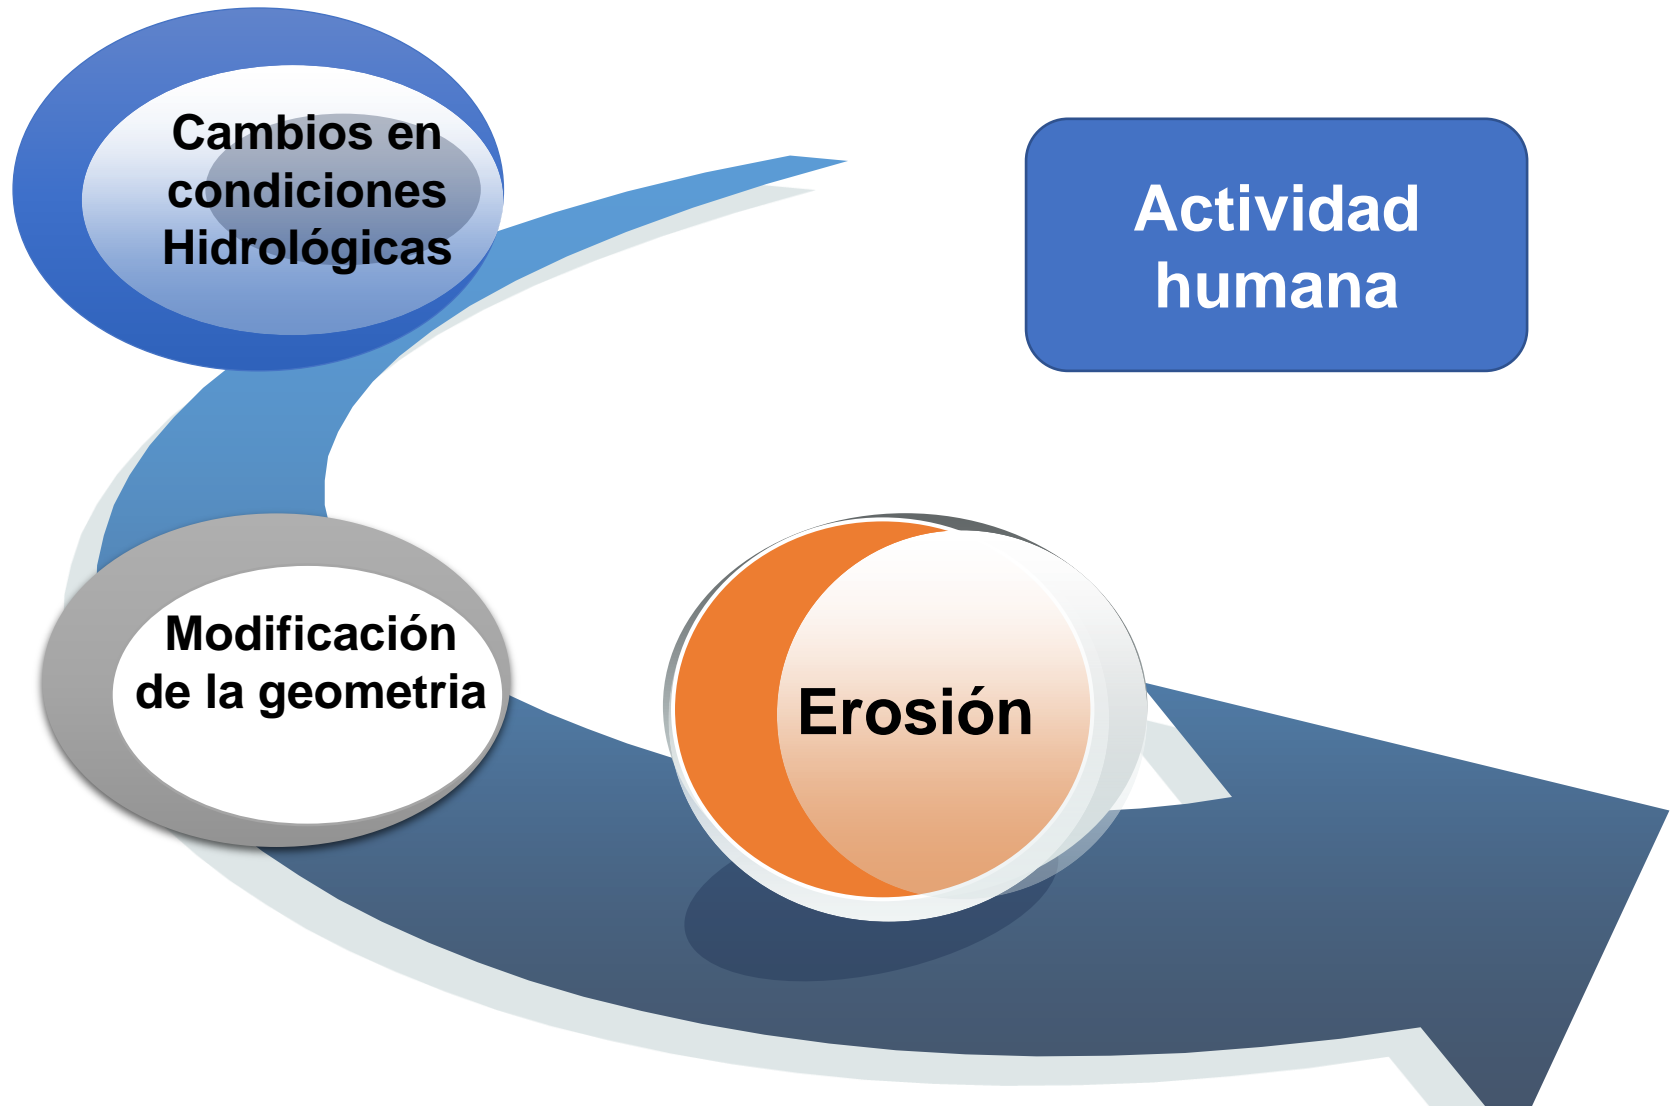 Cambios en
condiciones
Hidrológicas
Actividad
humana
Modificación
de la geometria
Erosión